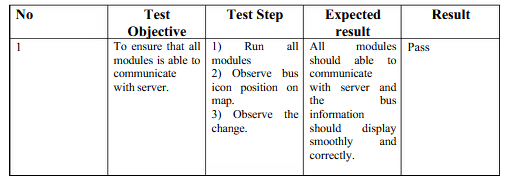 No Test Objective Test Step Expected result Result
1 To ensure that all modules is able to communicate with server. 1) Run all modules 2) Observe bus icon position on map. 3) Observe the change. All modules should able to communicate with server and the bus information should display smoothly and correctly. Pass